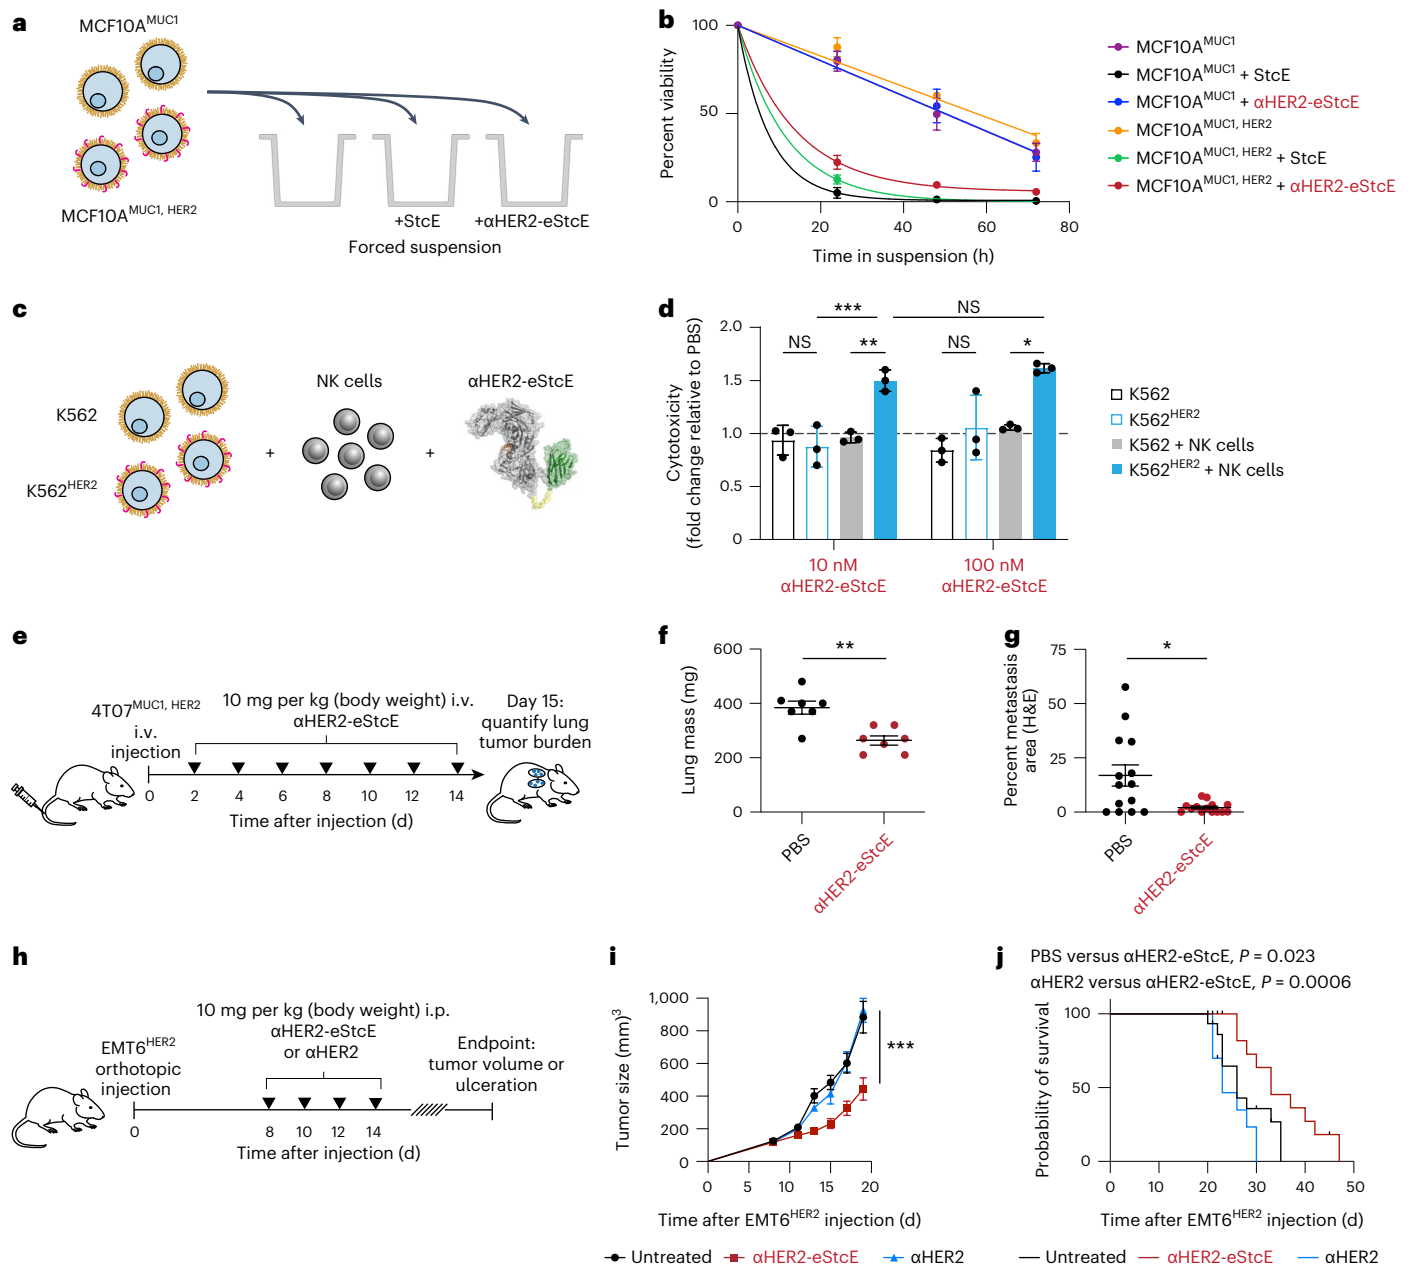 a
MCF10A^MUC1
MCF10A^MUC1, HER2
+StcE
+αHER2-eStcE
Forced suspension
b
Percent viability
100
50
0
0
20
40
60
80
Time in suspension (h)
MCF10A^MUC1
MCF10A^MUC1 + StcE
MCF10A^MUC1 + αHER2-eStcE
MCF10A^MUC1, HER2
MCF10A^MUC1, HER2 + StcE
MCF10A^MUC1, HER2 + αHER2-eStcE
c
K562
K562^HER2
+
NK cells
+
αHER2-eStcE
d
Cytotoxicity
(fold change relative to PBS)
2.0
1.5
1.0
0.5
0
***
NS
NS
**
NS
*
10 nM
αHER2-eStcE
100 nM
αHER2-eStcE
K562
K562^HER2
K562 + NK cells
K562^HER2 + NK cells
e
4T07^MUC1, HER2
i.v.
injection
10 mg per kg (body weight) i.v.
αHER2-eStcE
Day 15:
quantify lung
tumor burden
0
2
4
6
8
10
12
14
Time after injection (d)
f
Lung mass (mg)
600
400
200
0
**
PBS
αHER2-eStcE
g
Percent metastasis
area (H&E)
75
50
25
0
*
PBS
αHER2-eStcE
h
EMT6^HER2
orthotopic
injection
10 mg per kg (body weight) i.p.
αHER2-eStcE
or αHER2
Endpoint:
tumor volume or
ulceration
0
8
10
12
14
Time after injection (d)
i
Tumor size (mm)^3
1,000
800
600
400
200
0
0
5
10
15
20
***
Time after EMT6^HER2 injection (d)
Untreated
αHER2-eStcE
αHER2
j
PBS versus αHER2-eStcE, P = 0.023
αHER2 versus αHER2-eStcE, P = 0.0006
Probability of survival
100
50
0
0
10
20
30
40
50
Time after EMT6^HER2 injection (d)
Untreated
αHER2-eStcE
αHER2